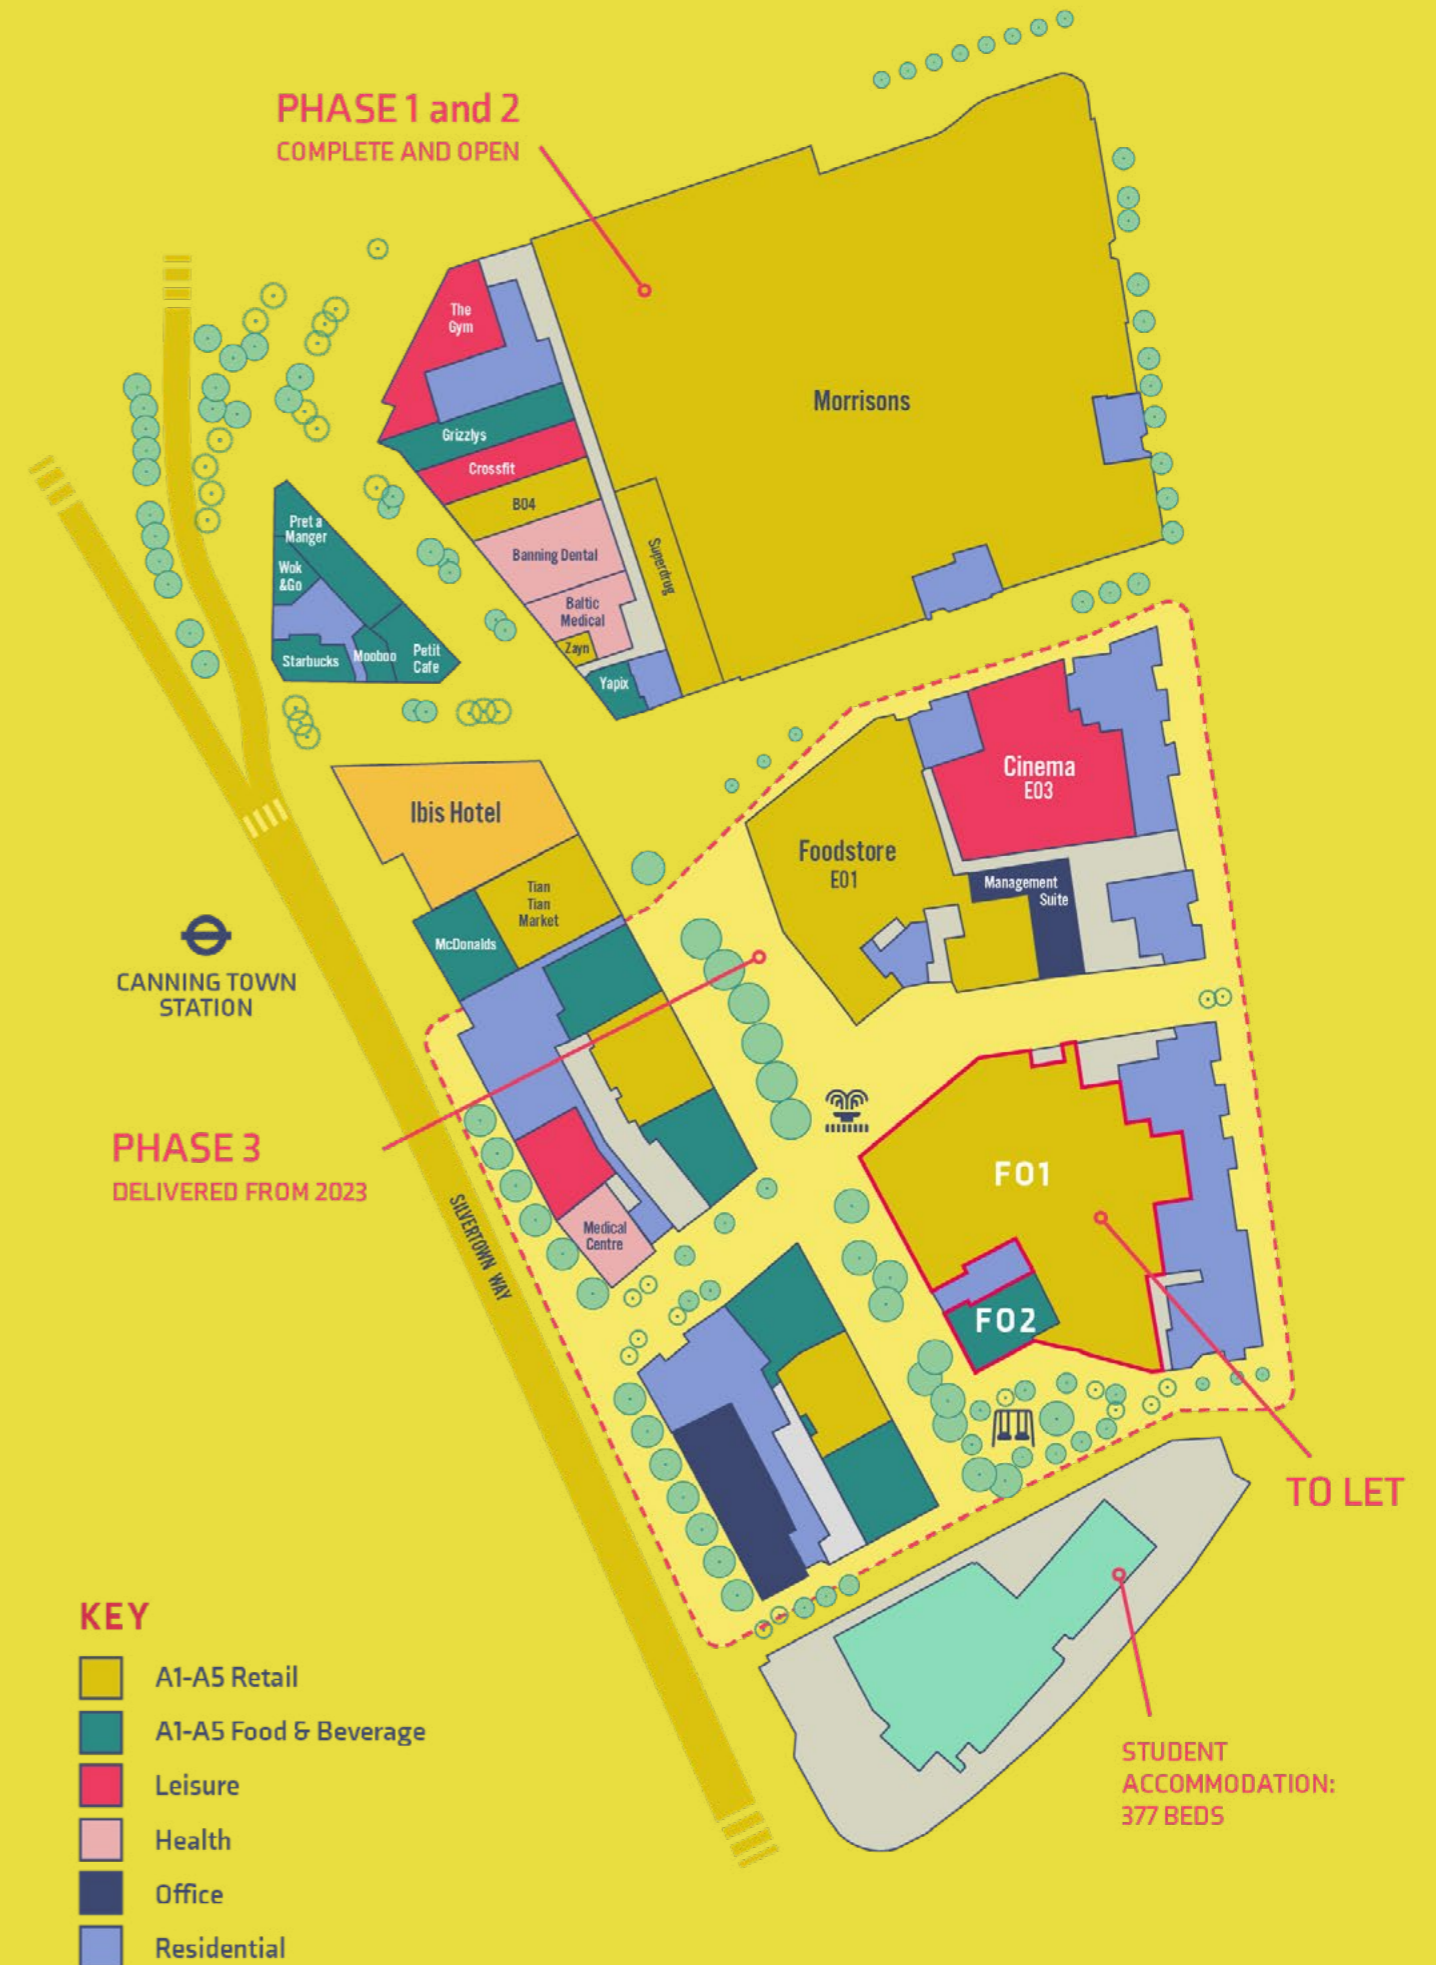 PHASE 1 and 2
COMPLETE AND OPEN
The
Gym
Morrisons
Grizzlys
Crossfit
B04
Banning Dental
Superdrug
Baltic
Medical
Zayn
Yapix
Pret a
Manger
Wok
&Go
Starbucks
Mooboo
Petit
Cafe
Ibis Hotel
Tian
Tian
Market
McDonalds
Cinema
E03
Foodstore
E01
Management
Suite
CANNING TOWN
STATION
PHASE 3
DELIVERED FROM 2023
SILVERTOWN WAY
Medical
Centre
F01
F02
TO LET
STUDENT
ACCOMMODATION:
377 BEDS
KEY
A1-A5 Retail
A1-A5 Food & Beverage
Leisure
Health
Office
Residential